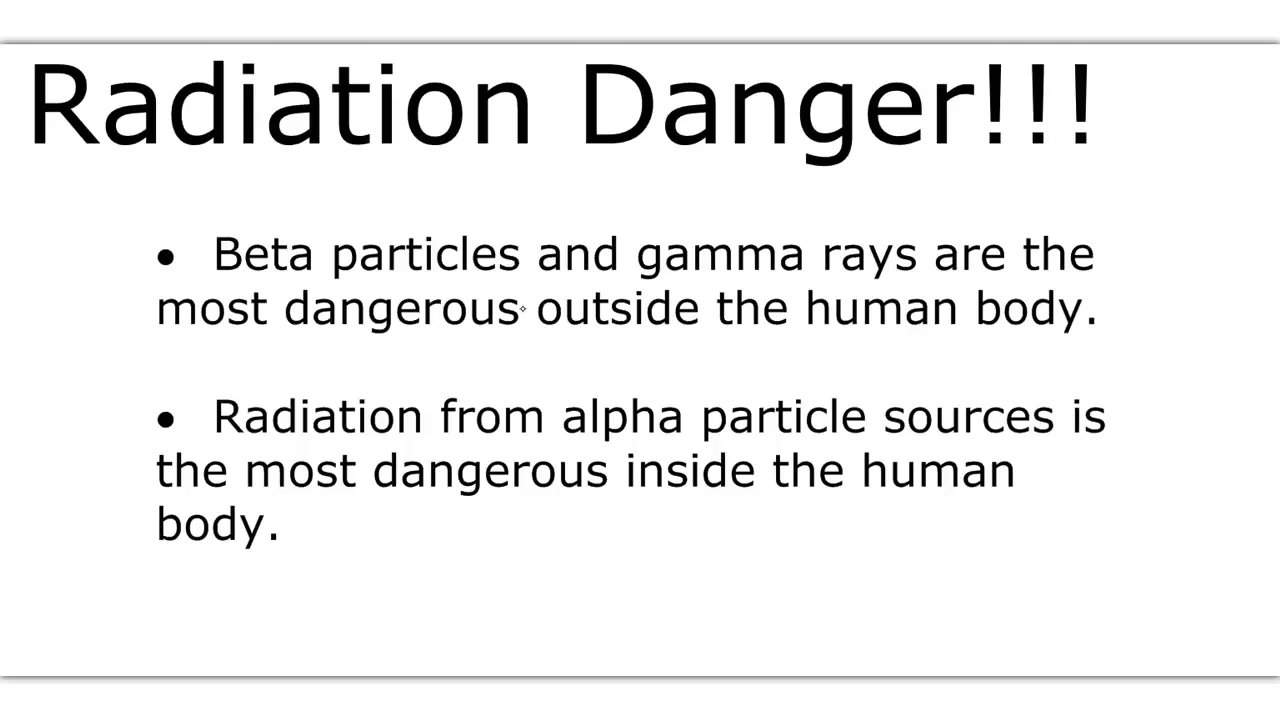 Radiation Danger!!!
• Beta particles and gamma rays are the
most dangerous outside the human body.
• Radiation from alpha particle sources is
the most dangerous inside the human
body.